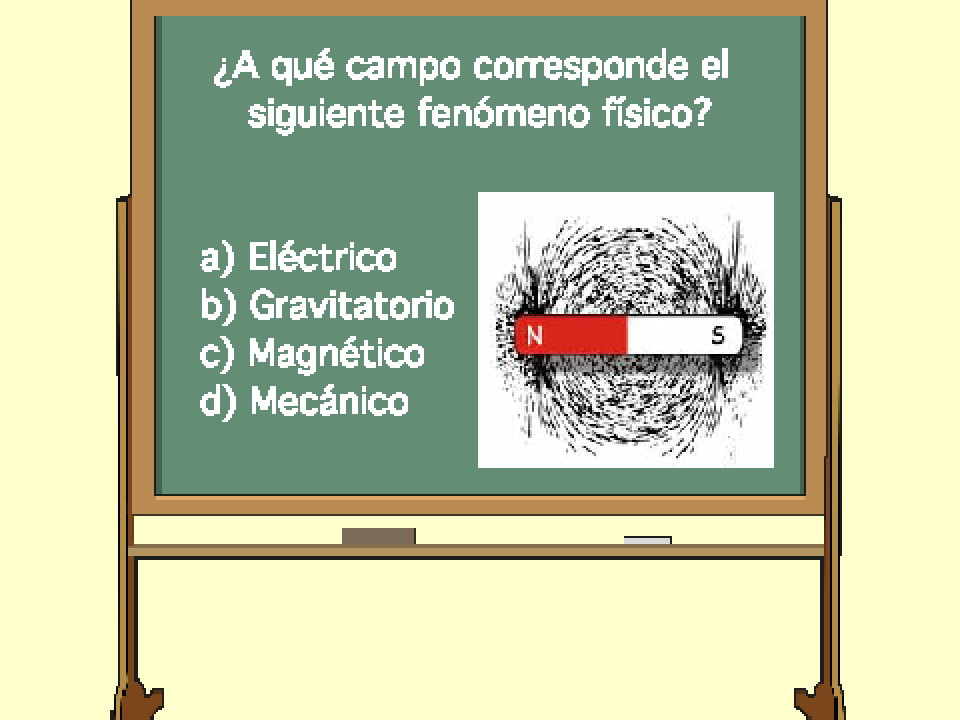 ¿A qué campo corresponde el
siguiente fenómeno físico?
a) Eléctrico
b) Gravitatorio
c) Magnético
d) Mecánico
N S